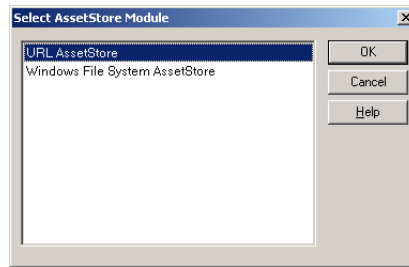 Select AssetStore Module
URL AssetStore
Windows File System AssetStore
OK
Cancel
Help